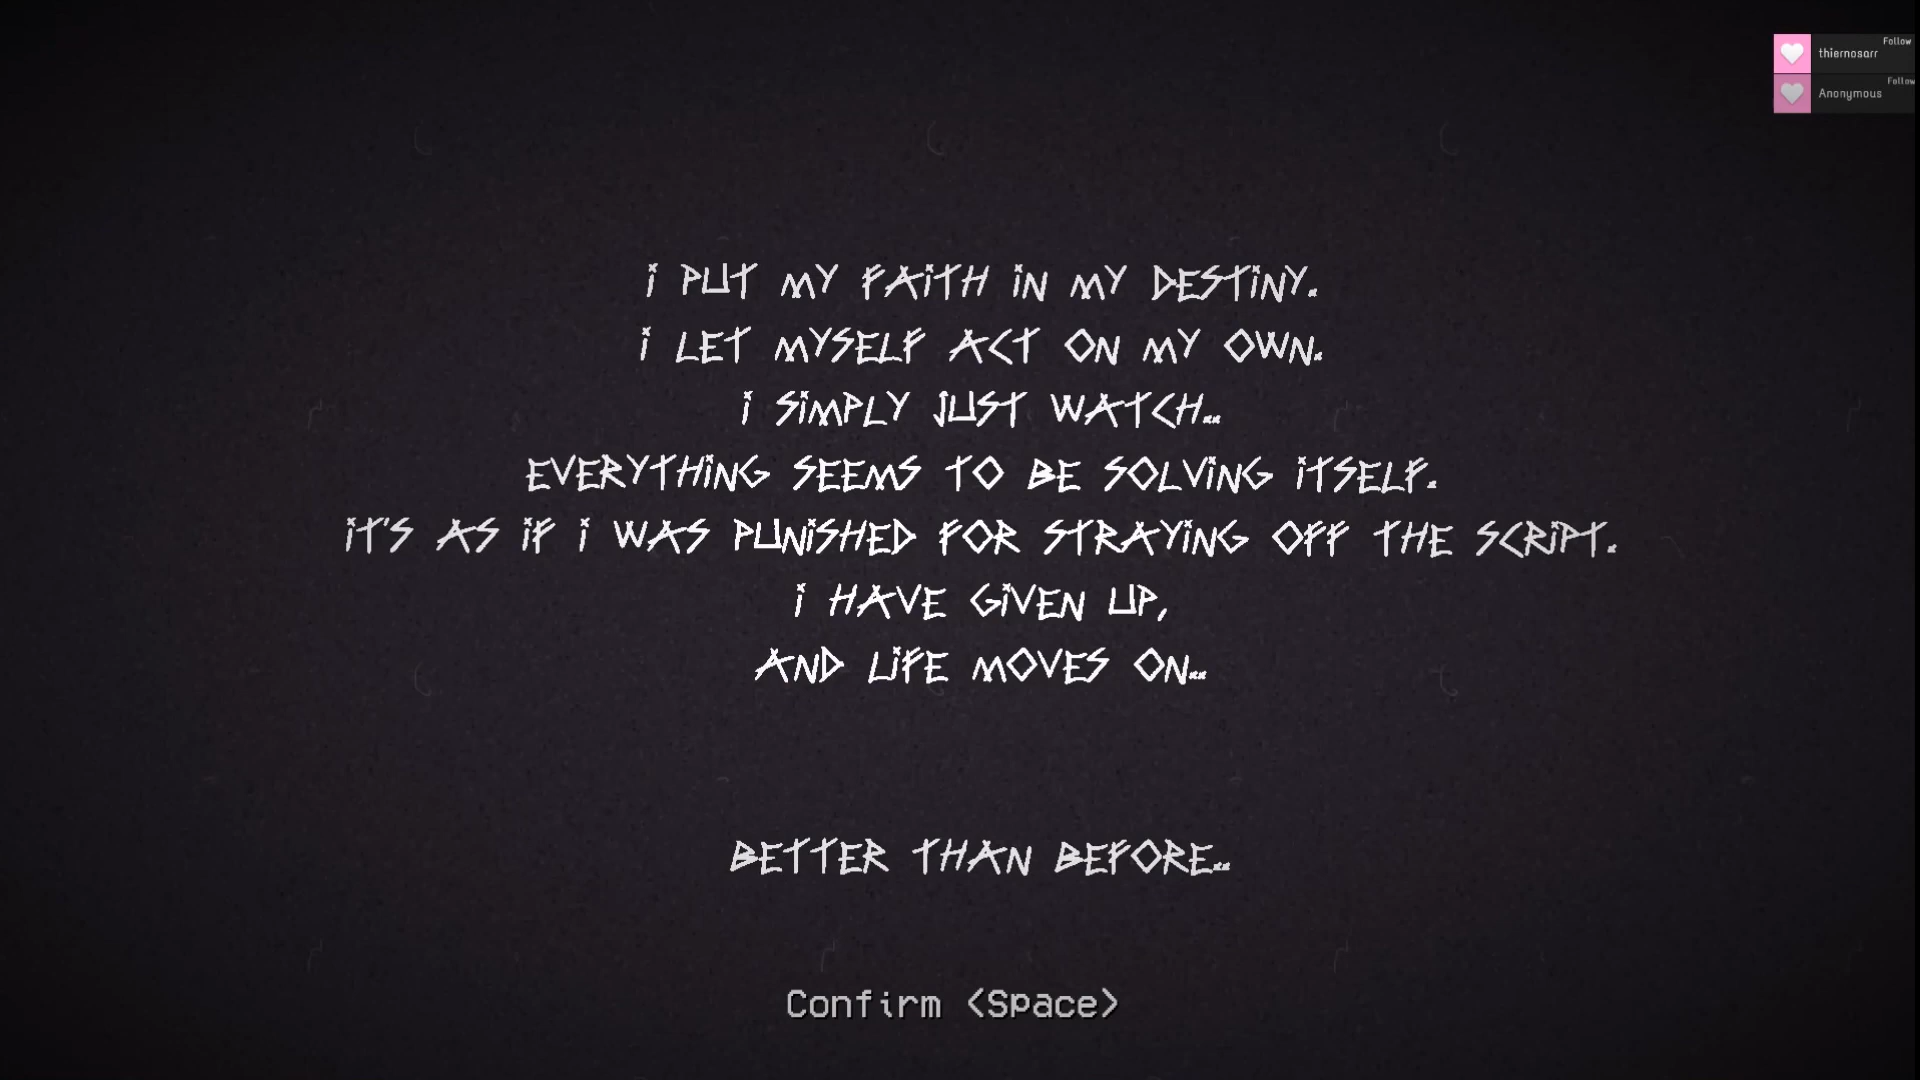 Follow
thiernosarr
Follow
Anonymous
i PUT MY FAiTH iN MY DESTiNY.
i LET MYSELF ACT ON MY OWN.
i SiMPLY JUST WATCH..
EVERYTHiNG SEEMS TO BE SOLViNG iTSELF.
iT'S AS iF i WAS PUNiSHED FOR STRAYiNG OFF THE SCRiPT.
i HAVE GiVEN UP,
AND LiFE MOVES ON..
BETTER THAN BEFORE..
Confirm <Space>